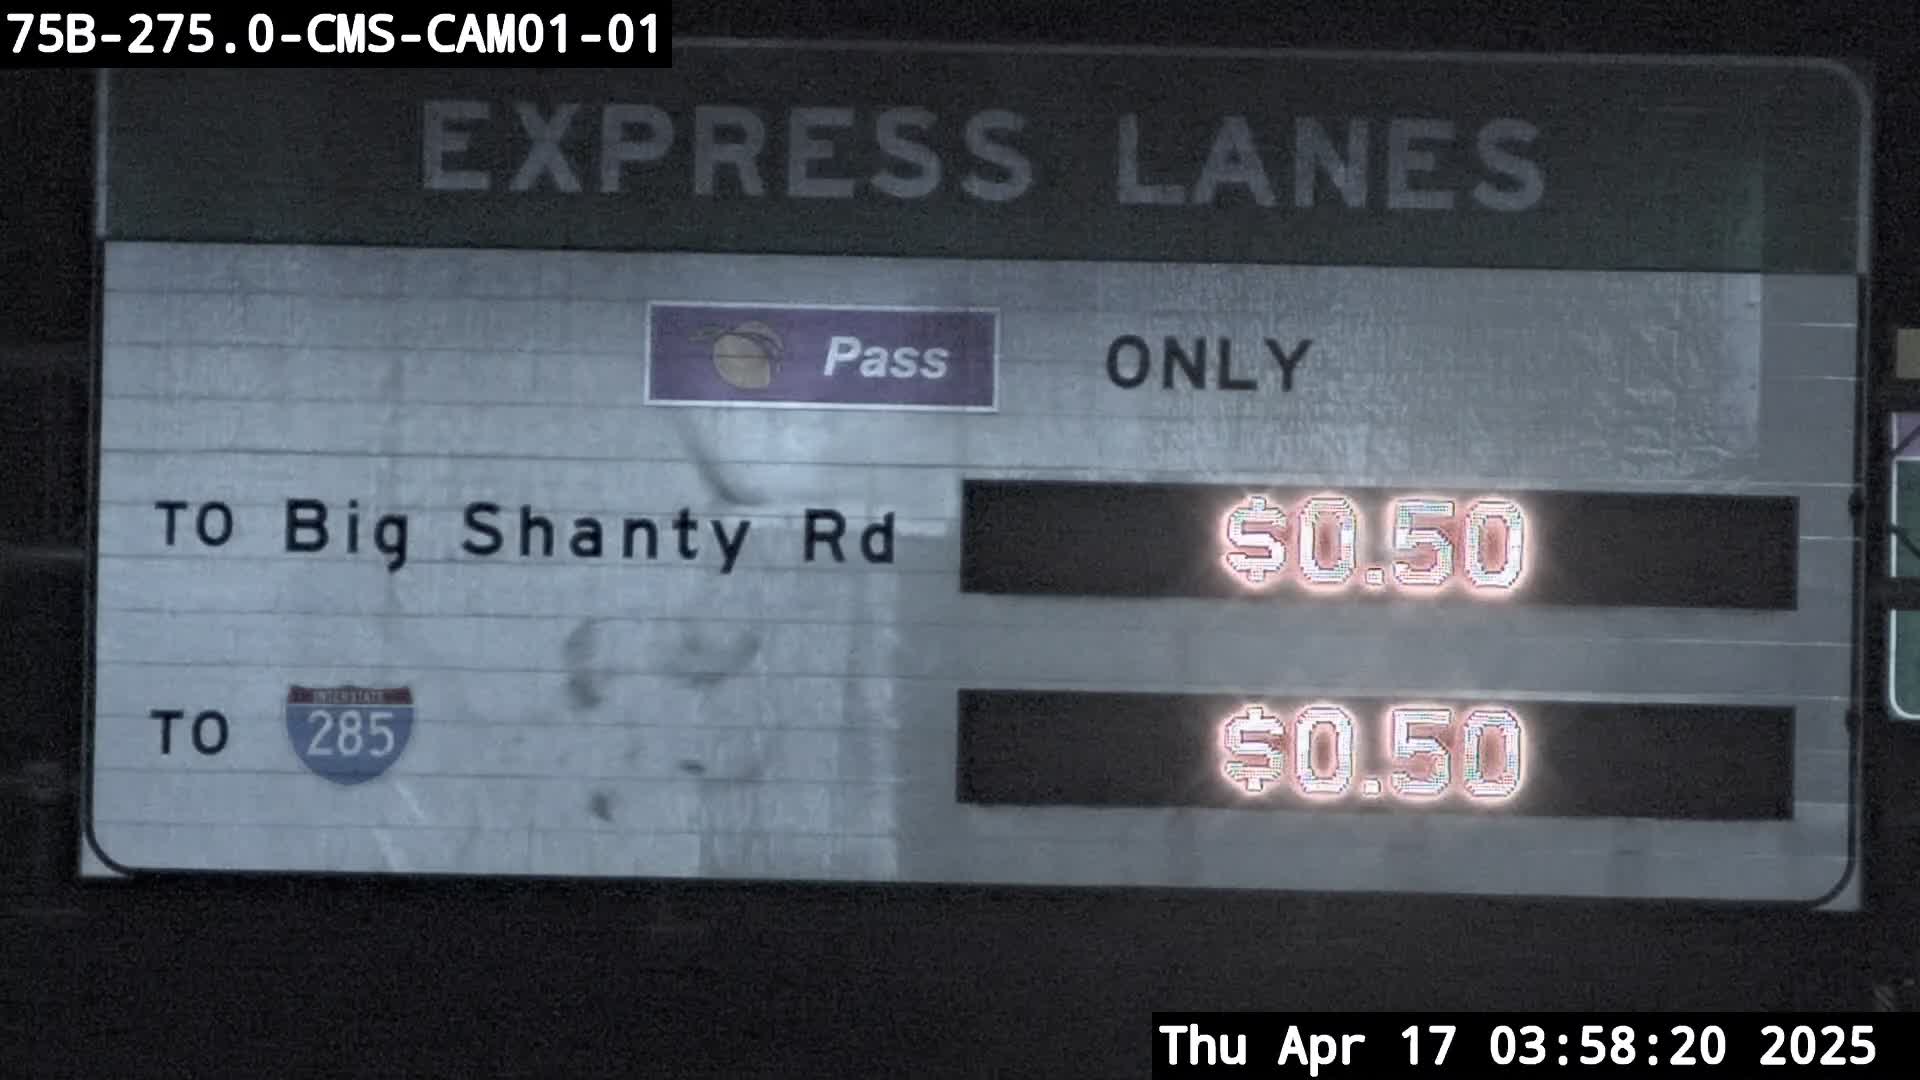 75B-275.0-CMS-CAM01-01
EXPRESS LANES
Pass ONLY
TO Big Shanty Rd $0.50
TO INTERSTATE 285 $0.50
Thu Apr 17 03:58:20 2025